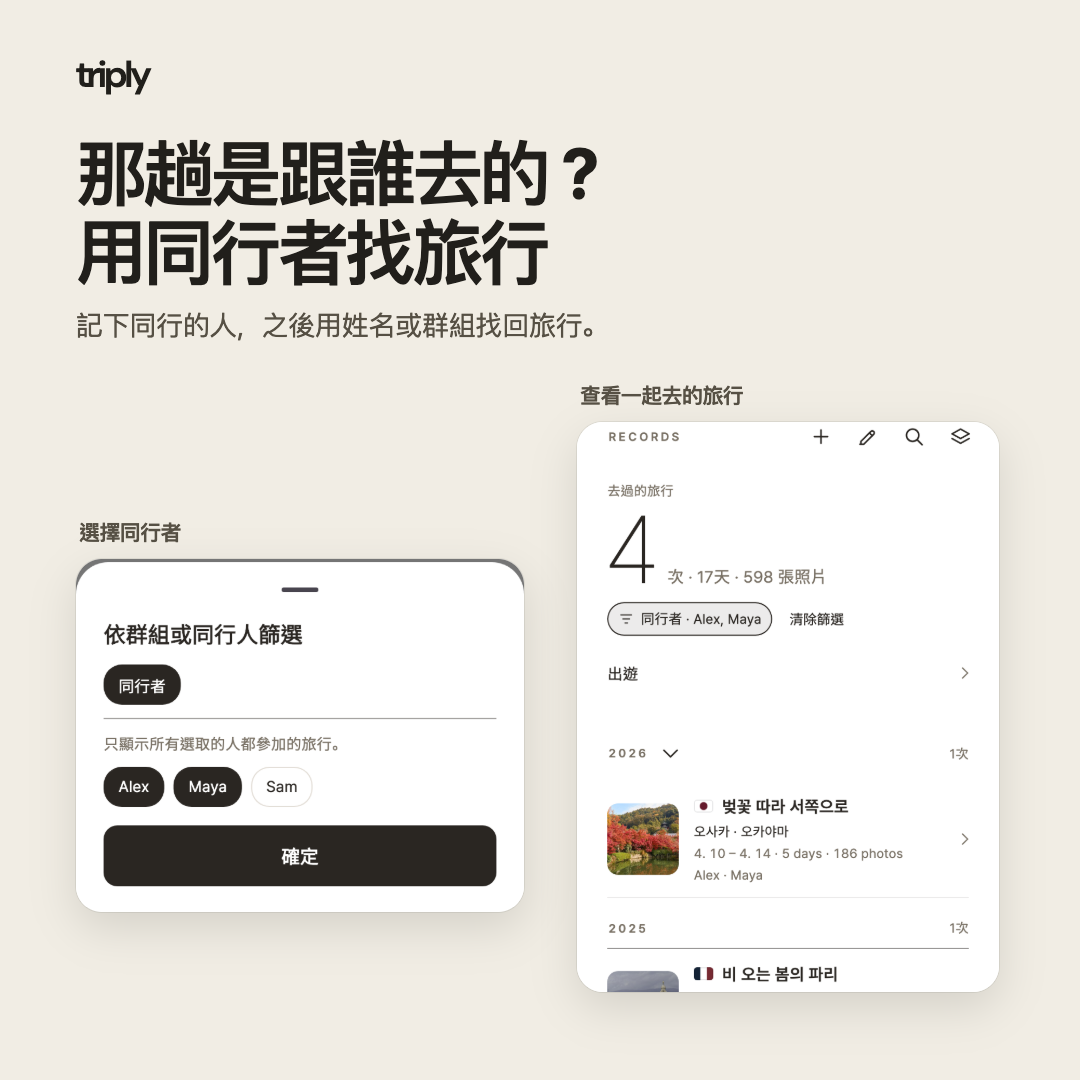 triply
那趟是跟誰去的？
用同行者找旅行
記下同行的人，之後用姓名或群組找回旅行。
選擇同行者
依群組或同行人篩選
同行者
只顯示所有選取的人都參加的旅行。
Alex Maya Sam
確定
查看一起去的旅行
RECORDS
去過的旅行
4 次 · 17天 · 598 張照片
同行者 · Alex, Maya 清除篩選
出遊
2026 1次
벚꽃 따라 서쪽으로
오사카 · 오카야마
4. 10 – 4. 14 · 5 days · 186 photos
Alex · Maya
2025 1次
비 오는 봄의 파리